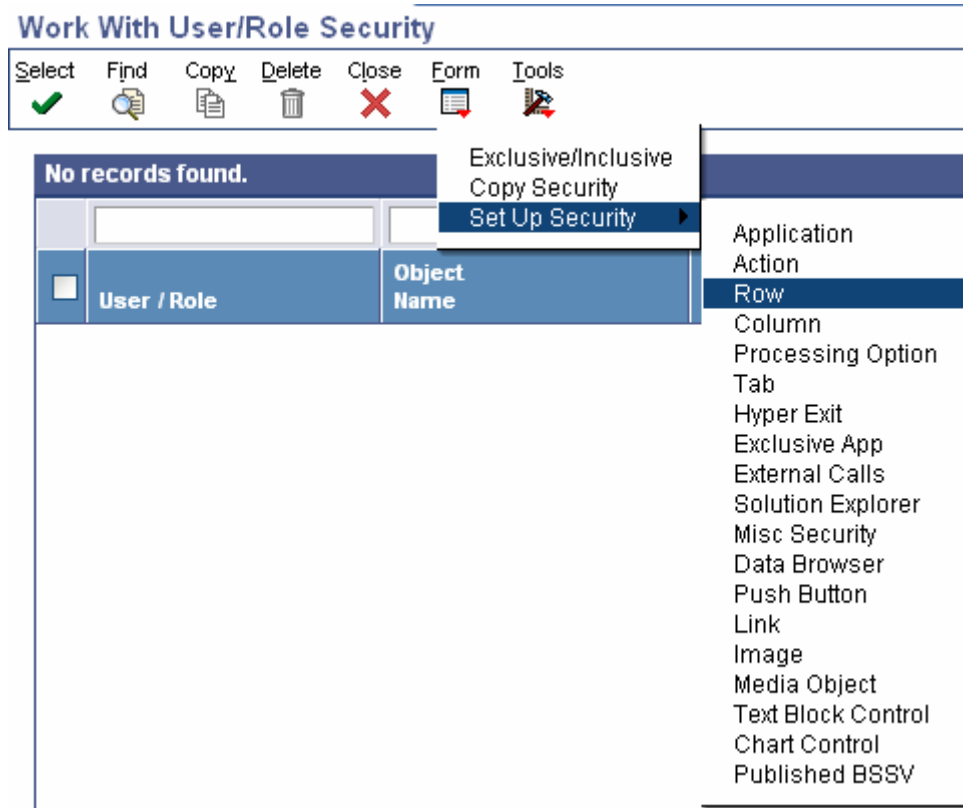 Work With User/Role Security
Select Find Copy Delete Close Form Tools
Exclusive/Inclusive
Copy Security
Set Up Security
No records found.
User / Role
Object
Name
Application
Action
Row
Column
Processing Option
Tab
Hyper Exit
Exclusive App
External Calls
Solution Explorer
Misc Security
Data Browser
Push Button
Link
Image
Media Object
Text Block Control
Chart Control
Published BSSV